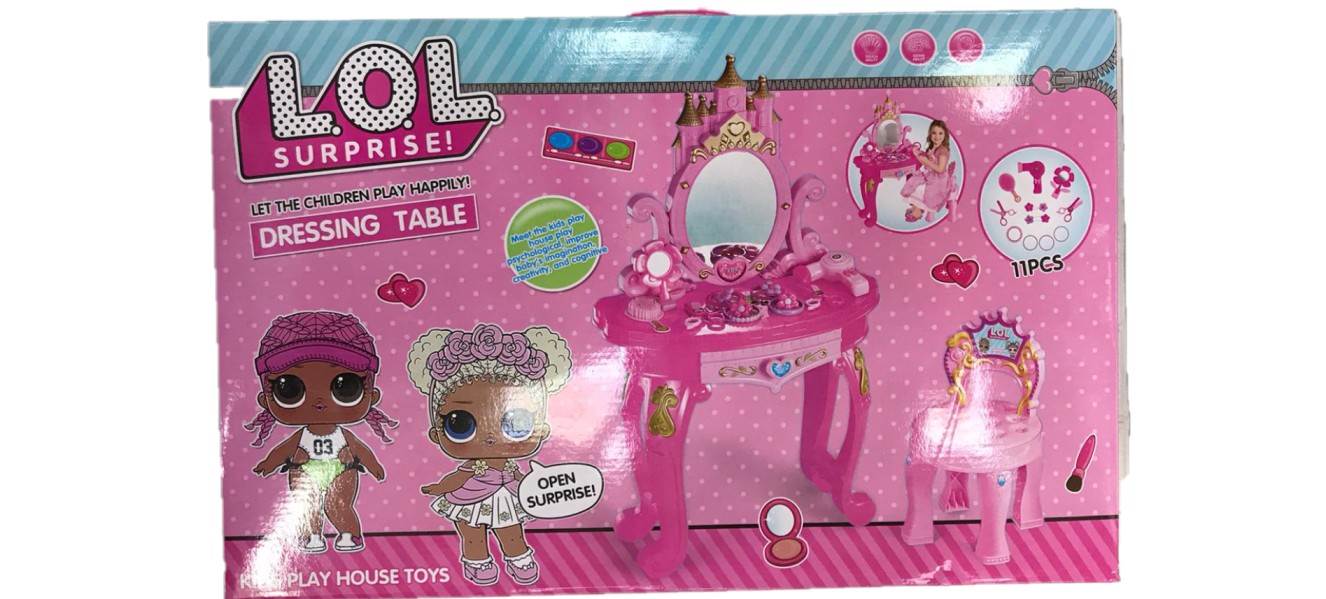 L.O.L.
SURPRISE!
LET THE CHILDREN PLAY HAPPILY!
DRESSING TABLE
Meet the kids play
house play
psychological, improve
baby's imagination,
creativity, and cognitive
11PCS
L.O.L.
03
OPEN
SURPRISE!
PLAY HOUSE TOYS